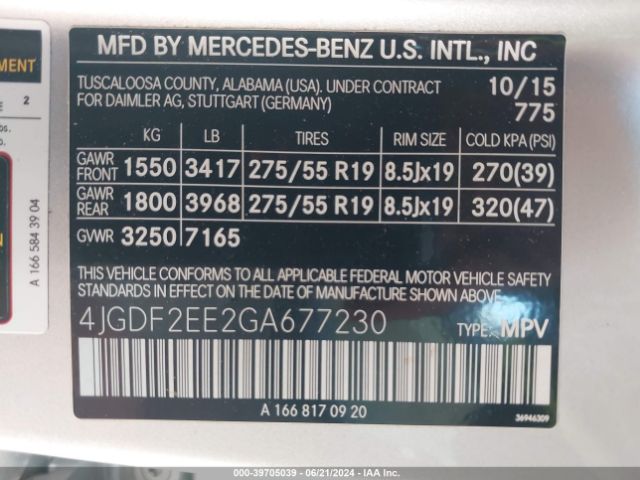 MFD BY MERCEDES-BENZ U.S. INTL., INC
TUSCALOOSA COUNTY, ALABAMA (USA). UNDER CONTRACT 10/15
FOR DAIMLER AG, STUTTGART (GERMANY) 775
KG LB TIRES RIM SIZE COLD KPA (PSI)
GAWR FRONT 1550 3417 275/55 R19 8.5Jx19 270(39)
GAWR REAR 1800 3968 275/55 R19 8.5Jx19 320(47)
GVWR 3250 7165
THIS VEHICLE CONFORMS TO ALL APPLICABLE FEDERAL MOTOR VEHICLE SAFETY
STANDARDS IN EFFECT ON THE DATE OF MANUFACTURE SHOWN ABOVE.
4JGDF2EE2GA677230 TYPE: MPV
A 166 817 09 20
36946309
MENT
2
A 166 584 39 04
000-39705039 - 06/21/2024 - IAA Inc.